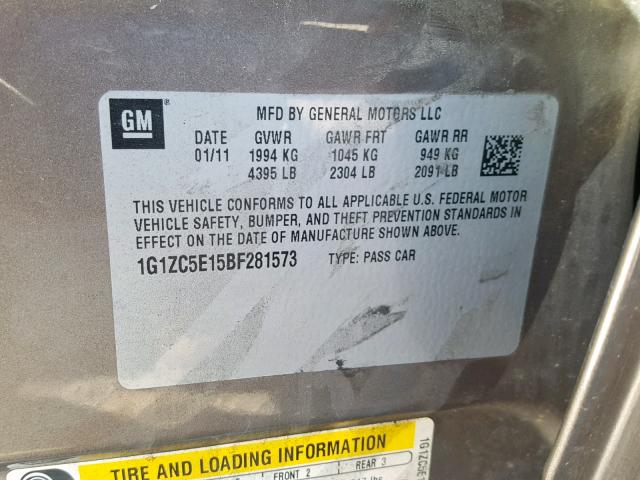 GM
MFD BY GENERAL MOTORS LLC
DATE GVWR GAWR FRT GAWR RR
01/11 1994 KG 1045 KG 949 KG
4395 LB 2304 LB 2091 LB
THIS VEHICLE CONFORMS TO ALL APPLICABLE U.S. FEDERAL MOTOR
VEHICLE SAFETY, BUMPER, AND THEFT PREVENTION STANDARDS IN
EFFECT ON THE DATE OF MANUFACTURE SHOWN ABOVE.
1G1ZC5E15BF281573 TYPE: PASS CAR
TIRE AND LOADING INFORMATION
FRONT 2 REAR 3
1G1ZC5E